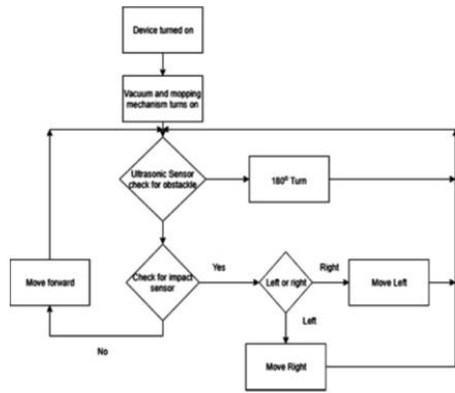 Device turned on
Vacuum and mopping
mechanism turns on
Ultrasonic Sensor
check for obstackle
180° Turn
Check for impact
sensor
Yes
Left or right
Right
Move Left
Move forward
Left
No
Move Right